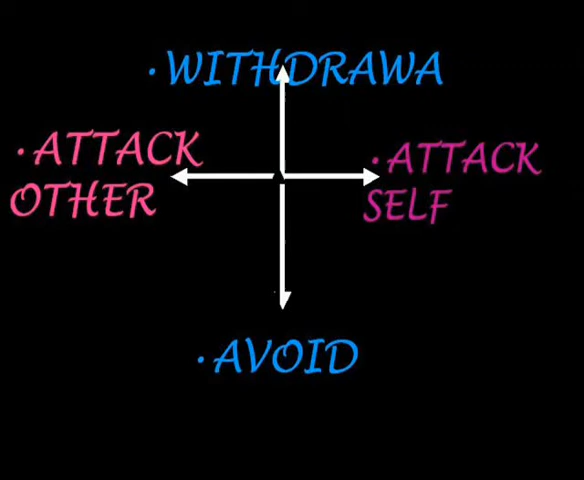 ·WITHDRAWA
·ATTACK
OTHER
·ATTACK
SELF
·AVOID